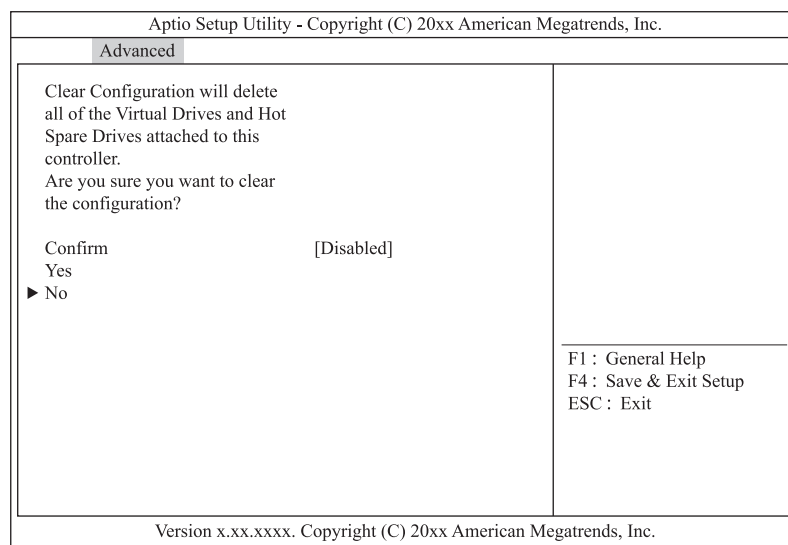 Aptio Setup Utility - Copyright (C) 20xx American Megatrends, Inc.
Advanced
Clear Configuration will delete
all of the Virtual Drives and Hot
Spare Drives attached to this
controller.
Are you sure you want to clear
the configuration?
Confirm [Disabled]
Yes
▶ No
F1 : General Help
F4 : Save & Exit Setup
ESC : Exit
Version x.xx.xxxx. Copyright (C) 20xx American Megatrends, Inc.